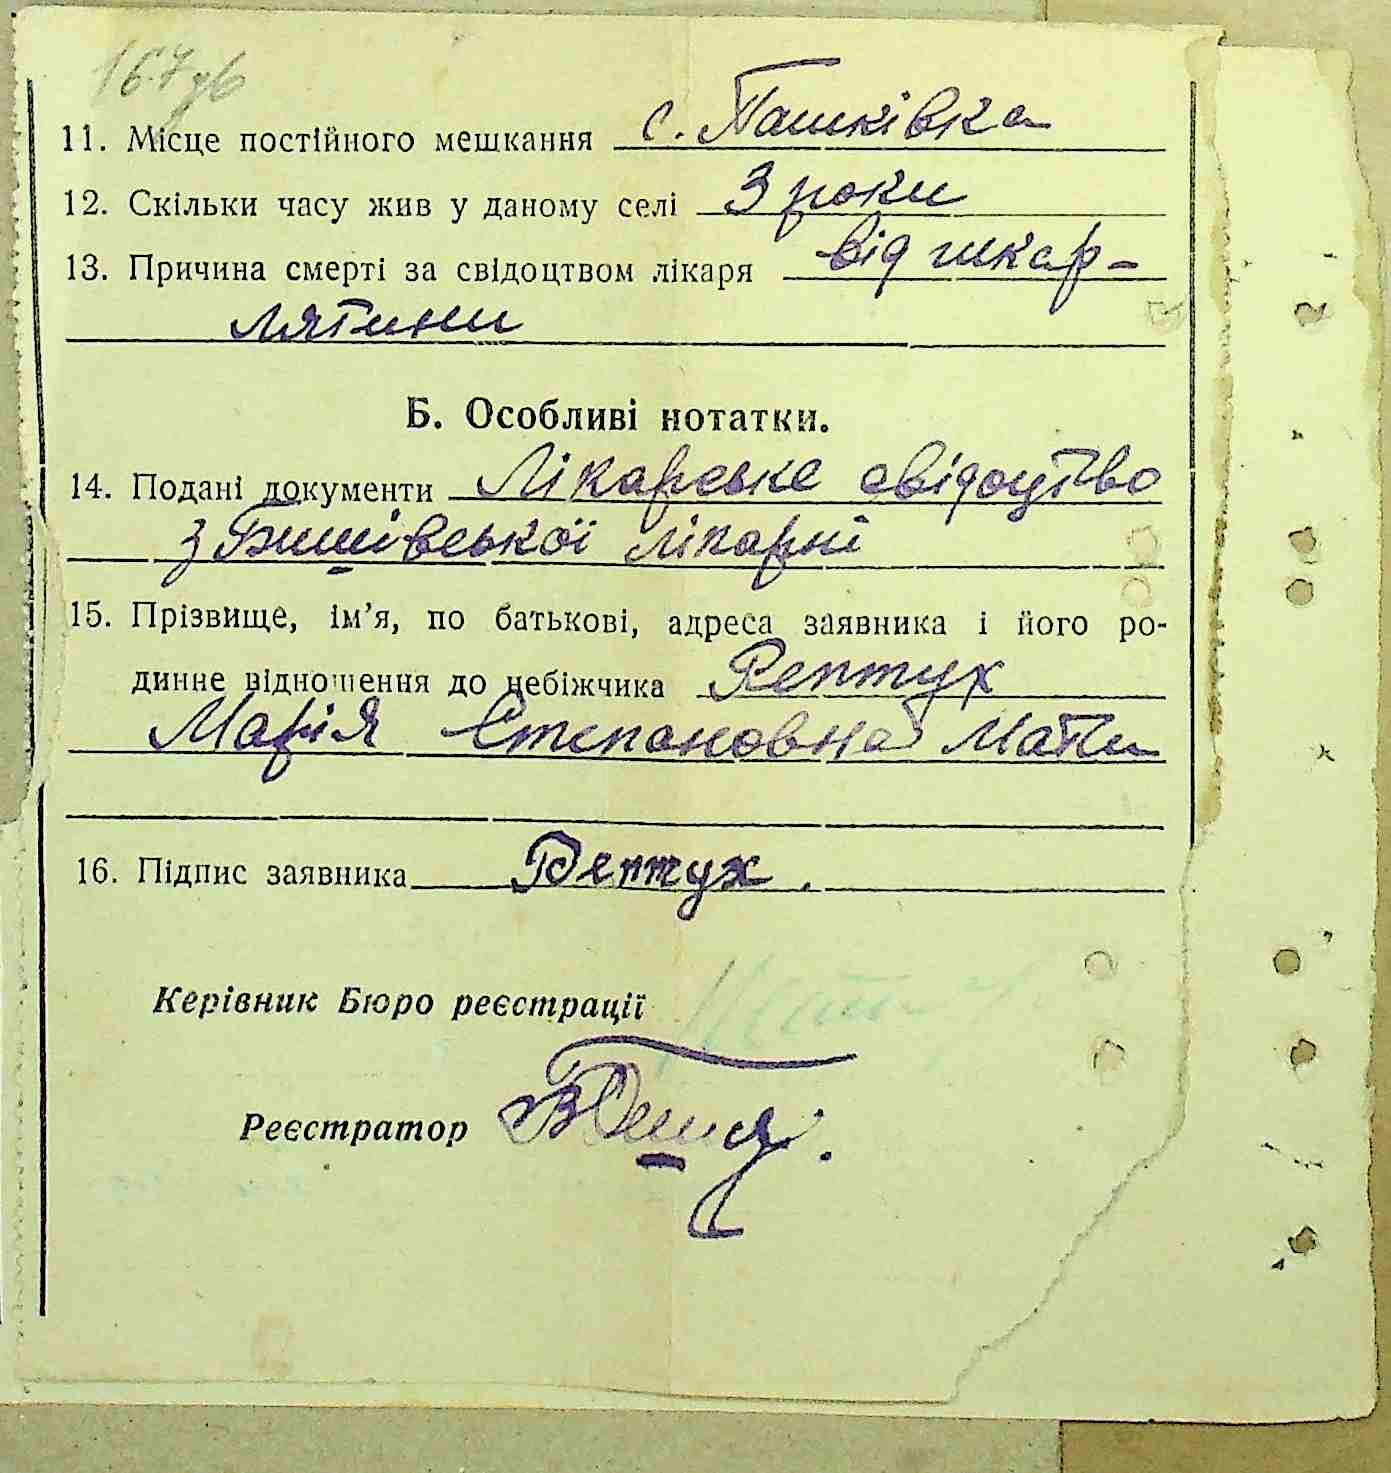 11. Місце постійного мешкання с. Пашківка
12. Скільки часу жив у даному селі 3 роки
13. Причина смерті за свідоцтвом лікаря від шкар-
лятини
Б. Особливі нотатки.
14. Подані документи Лікарське свідоцтво
з Бишівської лікарні
15. Прізвище, ім’я, по батькові, адреса заявника і його ро-
динне відношення до небіжчика Рептух
Марія Степановна Мати
16. Підпис заявника Рептух.
Керівник Бюро реєстрації
Реєстратор